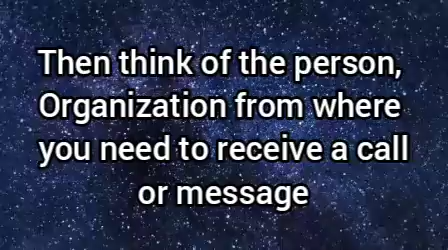 Then think of the person,
Organization from where
you need to receive a call
or message